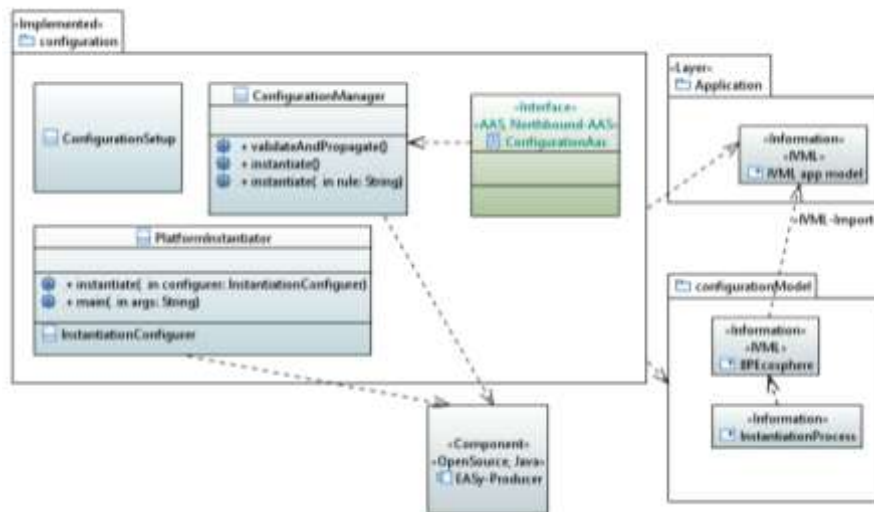 «Implemented»
configuration
ConfigurationSetup
ConfigurationManager
+ validateAndPropagate()
+ instantiate()
+ instantiate( in rule: String)
«Interface»
«AAS, Northbound-AAS»
ConfigurationAas
PlatformInstantiator
+ instantiate( in configurer: InstantiationConfigurer)
+ main( in args: String)
InstantiationConfigurer
«Component»
«OpenSource, Java»
EASy-Producer
«Layer»
Application
«Information»
«IVML»
IVML app model
«IVML-Import
configurationModel
«Information»
«IVML»
IIPEcosphere
«Information»
InstantiationProcess